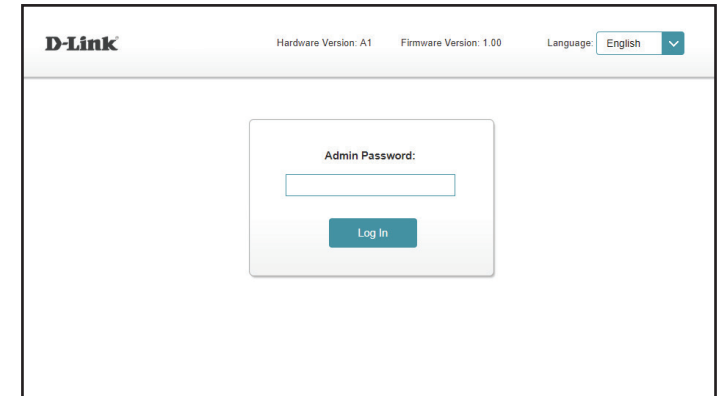 D-Link Hardware Version: A1 Firmware Version: 1.00 Language: English
Admin Password:
Log In